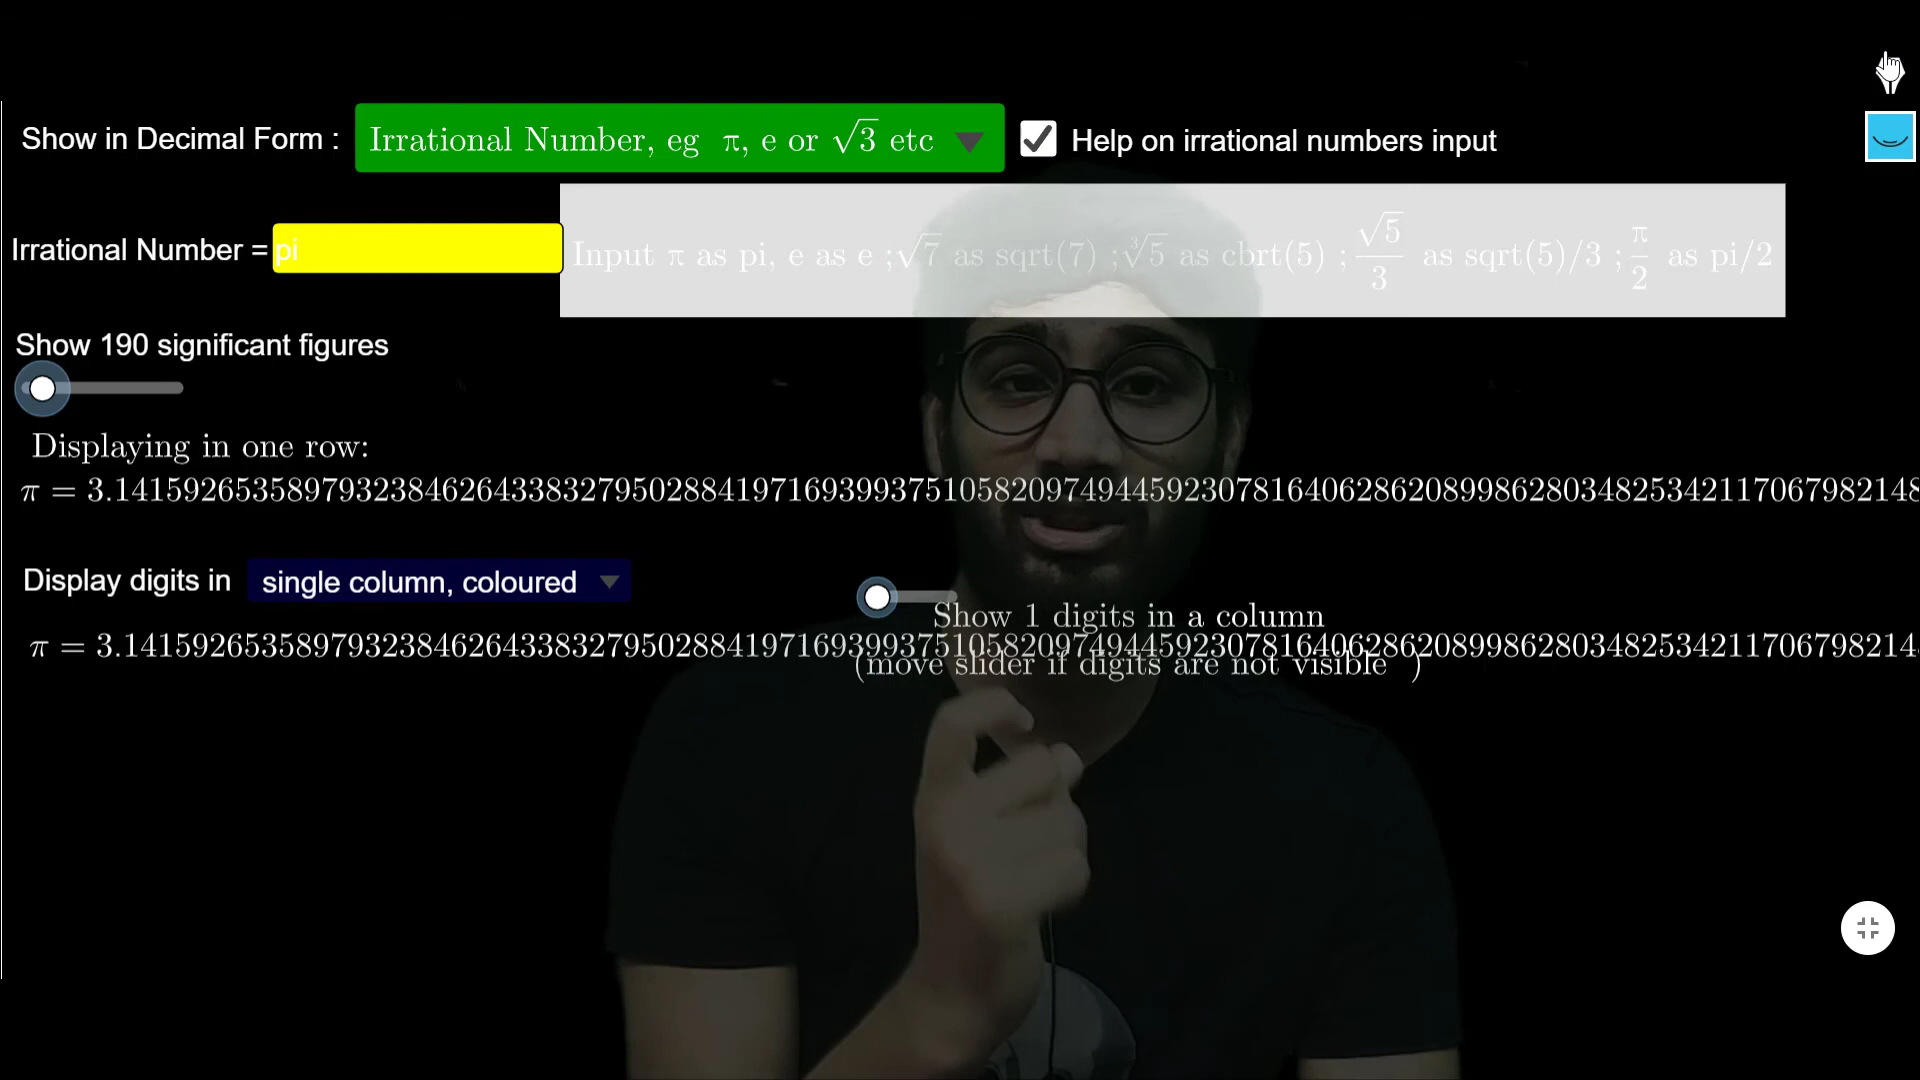 Show in Decimal Form :
Irrational Number, eg π, e or √3 etc
Help on irrational numbers input
Irrational Number = pi
Input π as pi, e as e ; √7 as sqrt(7) ; ∛5 as cbrt(5) ; √5/3 as sqrt(5)/3 ; π/2 as pi/2
Show 190 significant figures
Displaying in one row:
π = 3.141592653589793238462643383279502884197169399375105820974944592307816406286208998628034825342117067982148
Display digits in single column, coloured
Show 1 digits in a column
π = 3.14159265358979323846264338327950288419716939937510582097494459230781640628620899862803482534211706798214
(move slider if digits are not visible )